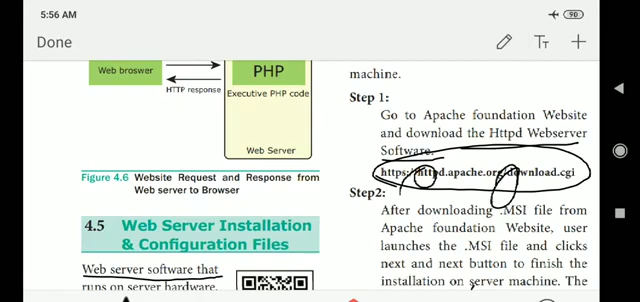 5:56 AM
90
Done
TT
Web broswer
HTTP response
PHP
Executive PHP code
Web Server
Figure 4.6 Website Request and Response from
Web server to Browser
4.5 Web Server Installation
& Configuration Files
Web server software that
runs on server hardware.
machine.
Step 1:
Go to Apache foundation Website
and download the Httpd Webserver
Software.
https://httpd.apache.org/download.cgi
Step2:
After downloading .MSI file from
Apache foundation Website, user
launches the .MSI file and clicks
next and next button to finish the
installation on server machine. The